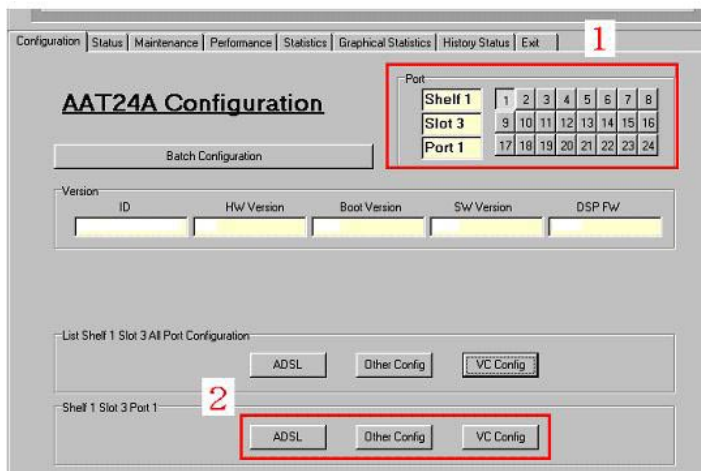 Configuration Status Maintenance Performance Statistics Graphical Statistics History Status Exit
1
Port
AAT24A Configuration
Shelf 1 1 2 3 4 5 6 7 8
Slot 3 9 10 11 12 13 14 15 16
Port 1 17 18 19 20 21 22 23 24
Batch Configuration
Version
ID HW Version Boot Version SW Version DSP FW
List Shelf 1 Slot 3 All Port Configuration
ADSL Other Config VC Config
Shelf 1 Slot 3 Port 1
2
ADSL Other Config VC Config